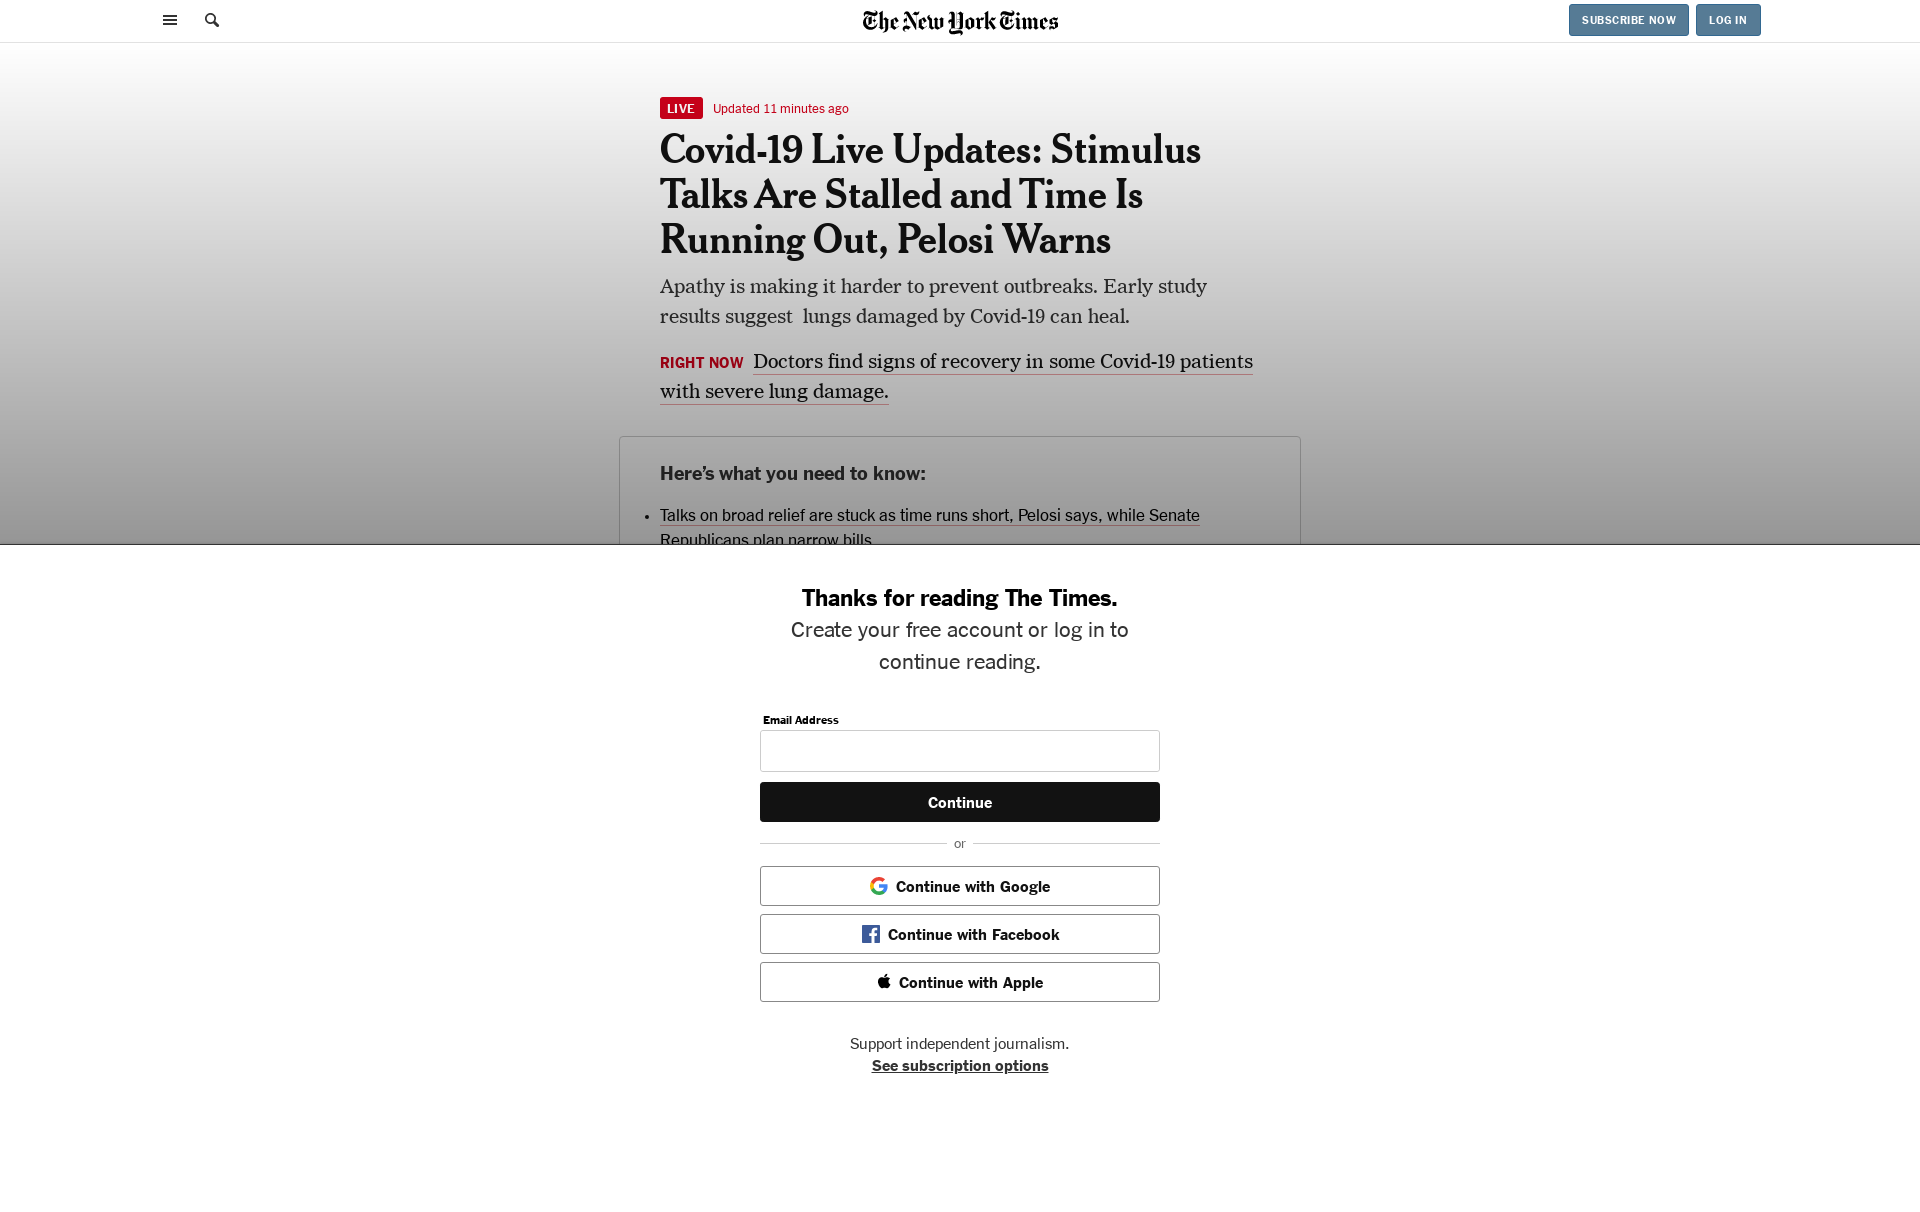 The New York Times
SUBSCRIBE NOW
LOG IN
LIVE
Updated 11 minutes ago
Covid-19 Live Updates: Stimulus
Talks Are Stalled and Time Is
Running Out, Pelosi Warns
Apathy is making it harder to prevent outbreaks. Early study
results suggest lungs damaged by Covid-19 can heal.
RIGHT NOW Doctors find signs of recovery in some Covid-19 patients
with severe lung damage.
Here’s what you need to know:
• Talks on broad relief are stuck as time runs short, Pelosi says, while Senate
Republicans plan narrow bills.
Thanks for reading The Times.
Create your free account or log in to
continue reading.
Email Address
Continue
or
Continue with Google
Continue with Facebook
Continue with Apple
Support independent journalism.
See subscription options